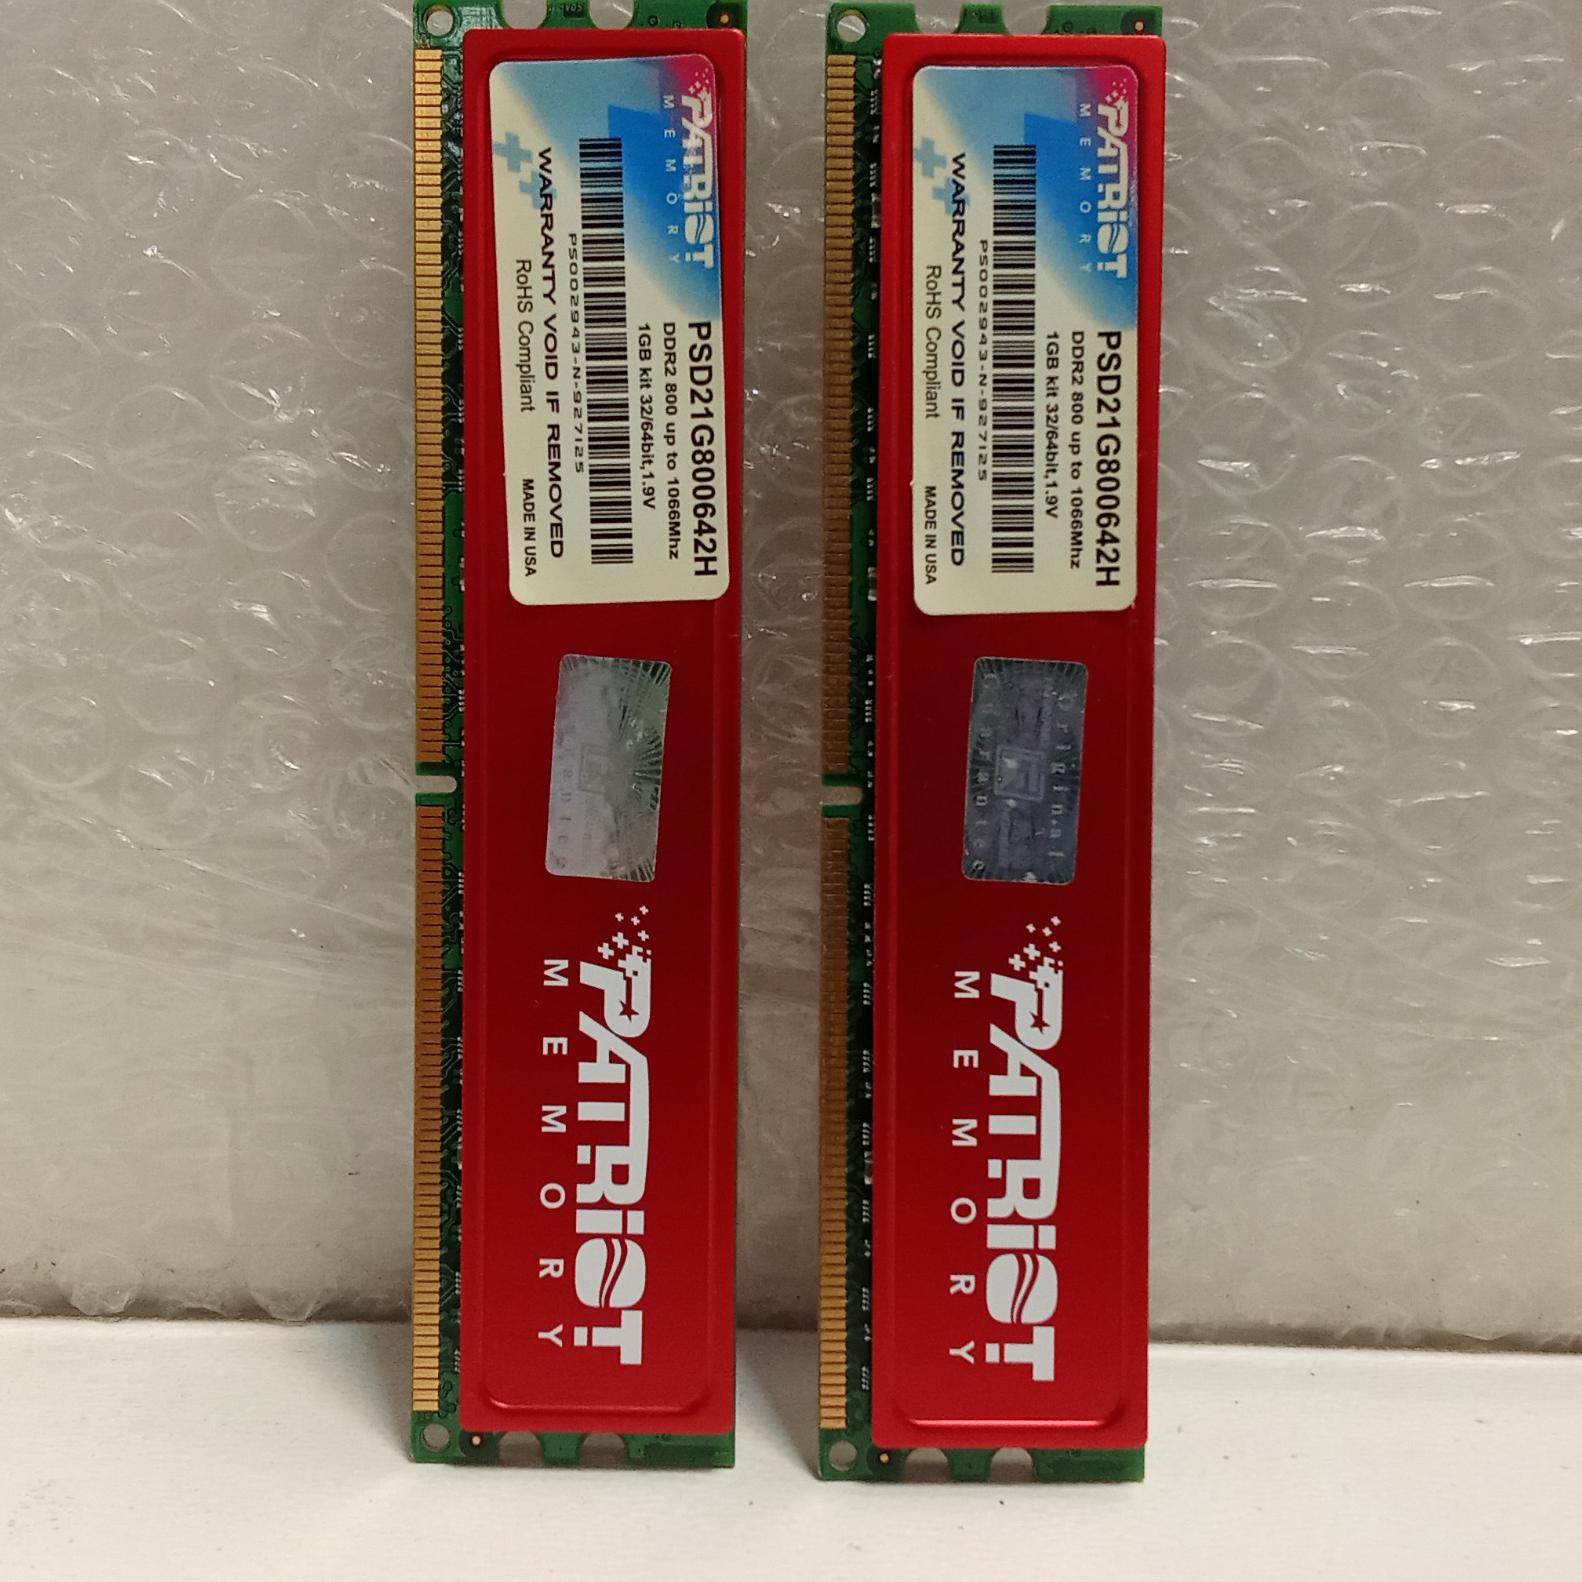 PATRiOT
MEMORY
PSD21G800642H
DDR2 800 up to 1066Mhz
1GB kit 32/64bit,1.9V
PS002943-N-927125
WARRANTY VOID IF REMOVED
RoHS Compliant MADE IN USA
PATRiOT
MEMORY
PATRiOT
MEMORY
PSD21G800642H
DDR2 800 up to 1066Mhz
1GB kit 32/64bit,1.9V
PS002943-N-927125
WARRANTY VOID IF REMOVED
RoHS Compliant MADE IN USA
Original
Guarantee
PATRiOT
MEMORY